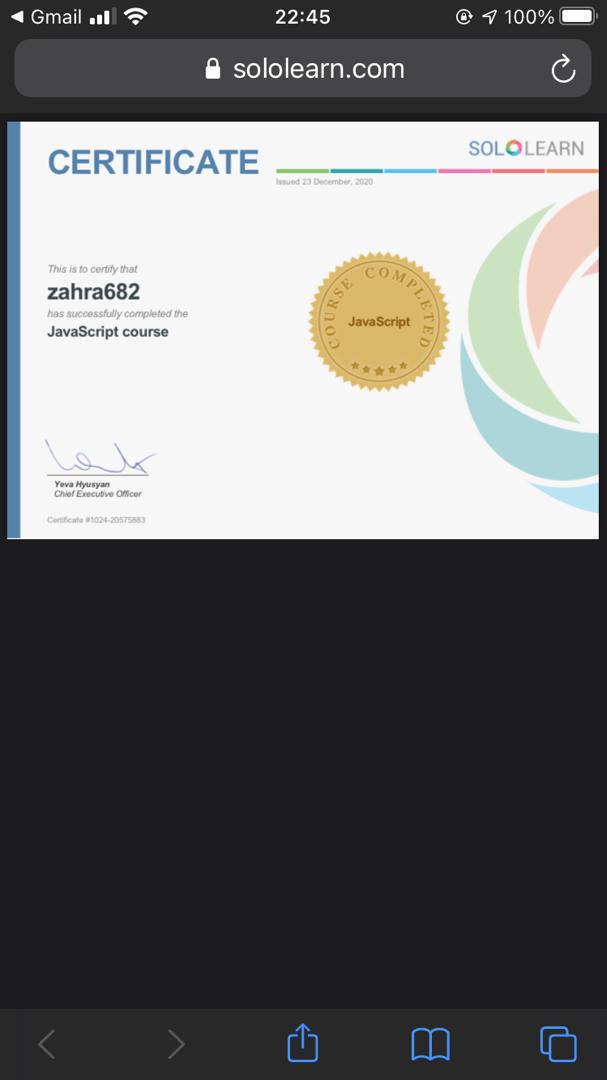 Gmail
22:45
100%
sololearn.com
CERTIFICATE
SOLOLEARN
Issued 23 December, 2020
This is to certify that
zahra682
has successfully completed the
JavaScript course
COURSE COMPLETED
JavaScript
Yeva Hyusyan
Chief Executive Officer
Certificate #1024-20575883